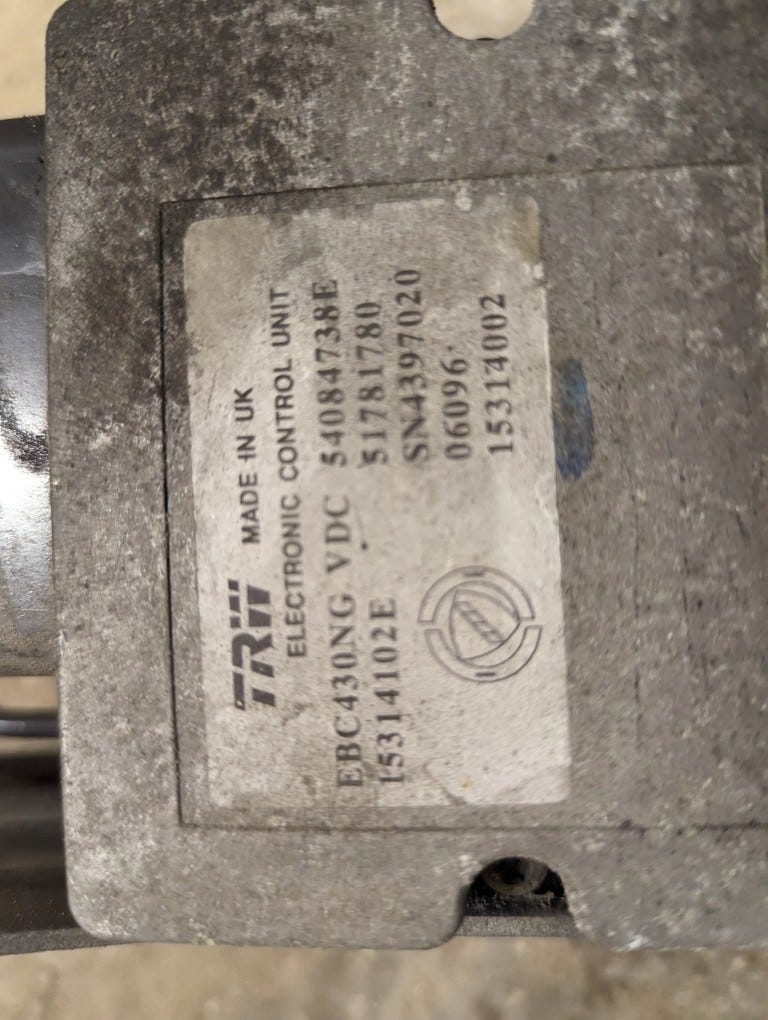 TRW MADE IN UK
ELECTRONIC CONTROL UNIT
EBC430NG VDC 54084738E
15314102E 51781780
SN4397020
06096
15314002